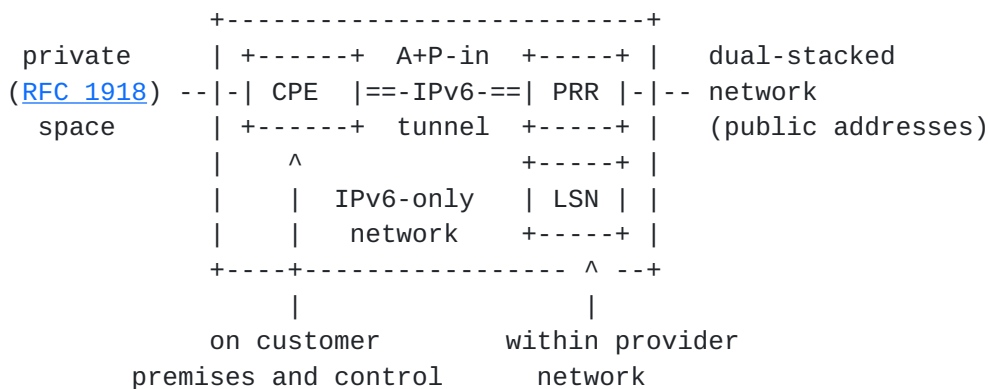 +----------------------------+
 private      | +------+  A+P-in  +-----+ |   dual-stacked
(RFC 1918) --|-| CPE  |==-IPv6-==| PRR |-|-- network
  space       | +------+  tunnel  +-----+ |   (public addresses)
              |    ^              +-----+ |
              |    |  IPv6-only   | LSN | |
              |    |   network    +-----+ |
              +----+------------------ ^ --+
                   |                   |
              on customer        within provider
         premises and control      network